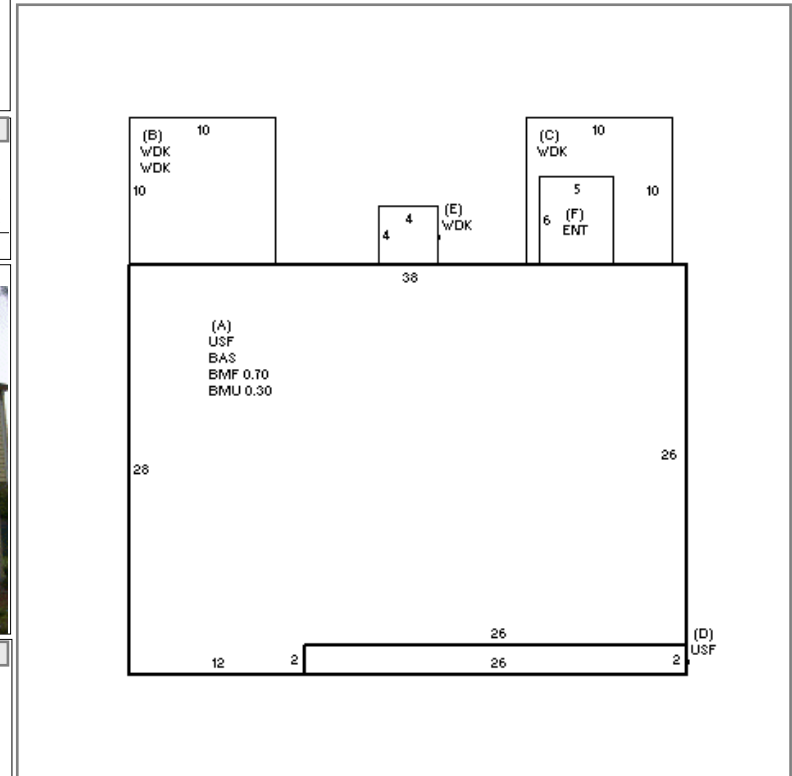 (B) 10
WDK
WDK
10
(C) 10
WDK
10
5
6 (F)
ENT
4
4
(E)
WDK
38
(A)
USF
BAS
BMF 0.70
BMU 0.30
28
26
26
(D)
USF
12
2
26
2